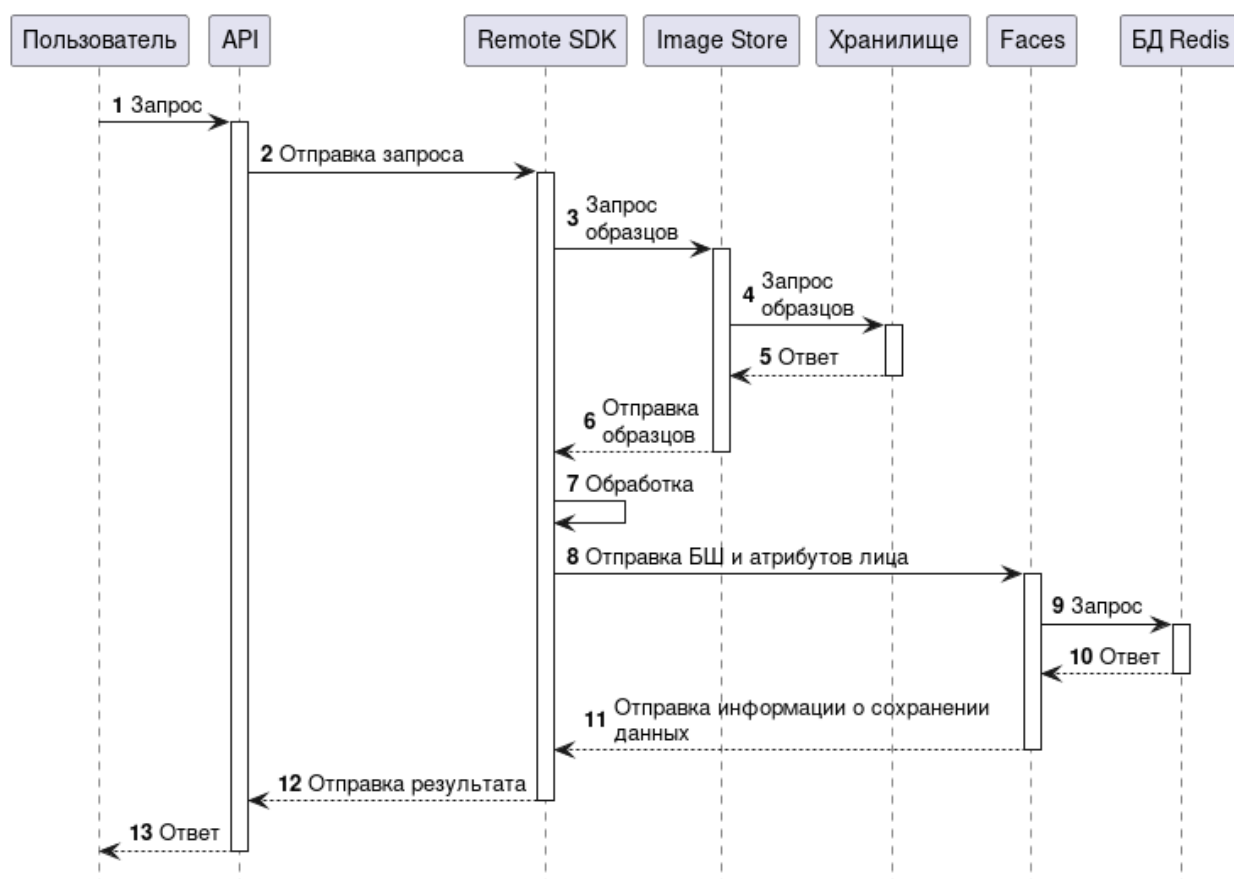 Пользователь
API
Remote SDK
Image Store
Хранилище
Faces
БД Redis
1 Запрос
2 Отправка запроса
3 Запрос
образцов
4 Запрос
образцов
5 Ответ
6 Отправка
образцов
7 Обработка
8 Отправка БШ и атрибутов лица
9 Запрос
10 Ответ
11 Отправка информации о сохранении
данных
12 Отправка результата
13 Ответ